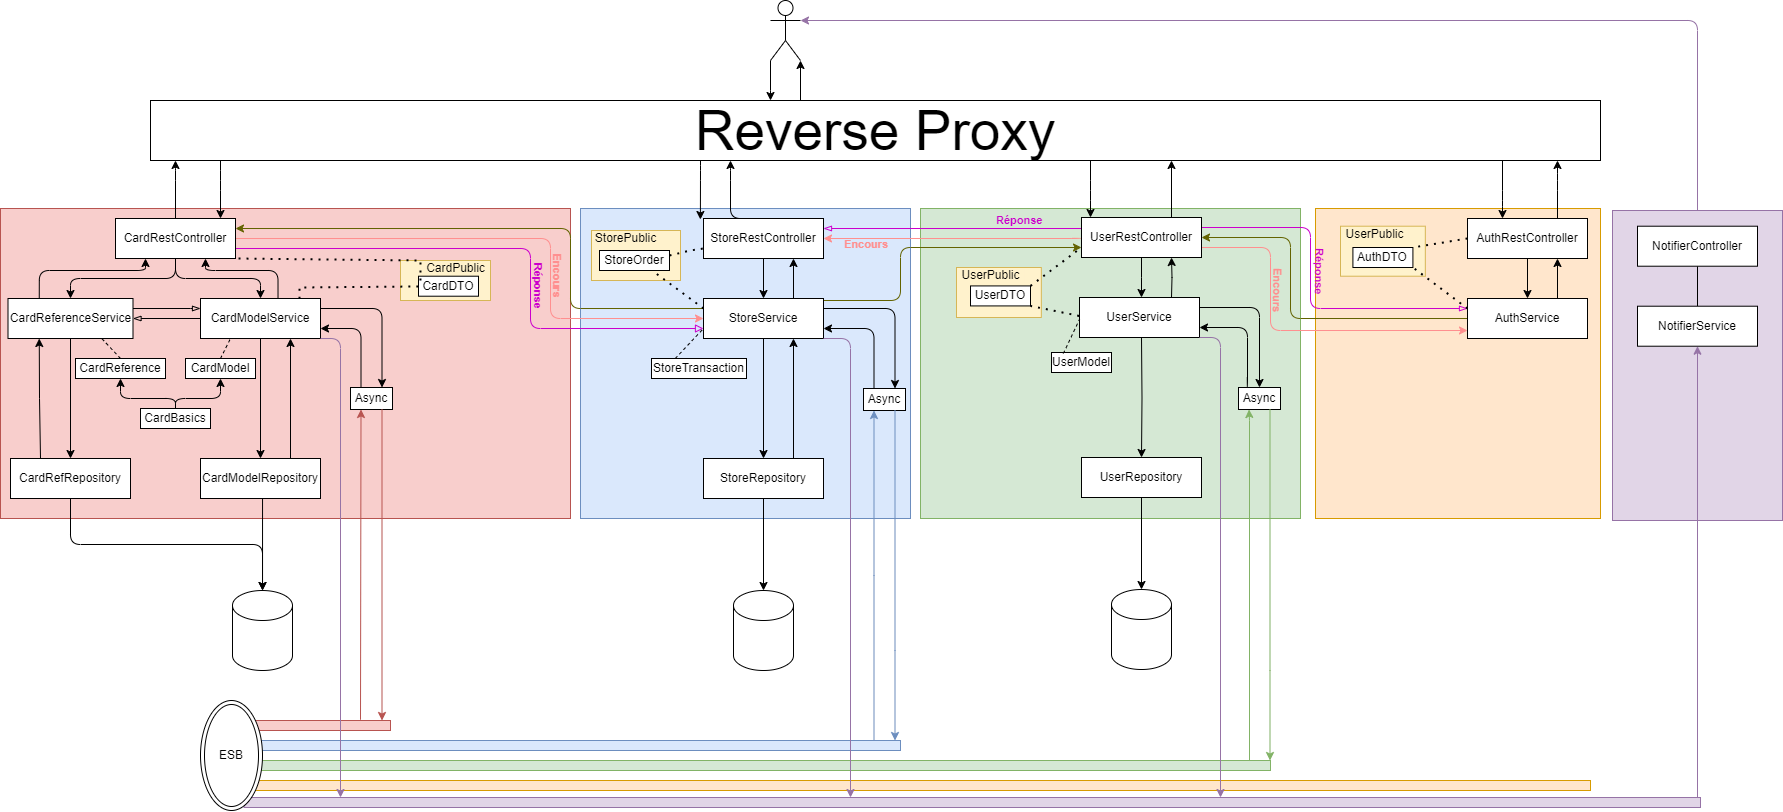 Reverse Proxy
CardRestController
CardPublic
CardDTO
Réponse
Encours
CardReferenceService
CardModelService
CardReference
CardModel
CardBasics
Async
CardRefRepository
CardModelRepository
StorePublic
StoreOrder
StoreRestController
StoreService
StoreTransaction
Async
StoreRepository
Réponse
Encours
UserRestController
UserPublic
UserDTO
UserService
UserModel
Async
UserRepository
Encours
Réponse
UserPublic
AuthDTO
AuthRestController
AuthService
NotifierController
NotifierService
ESB